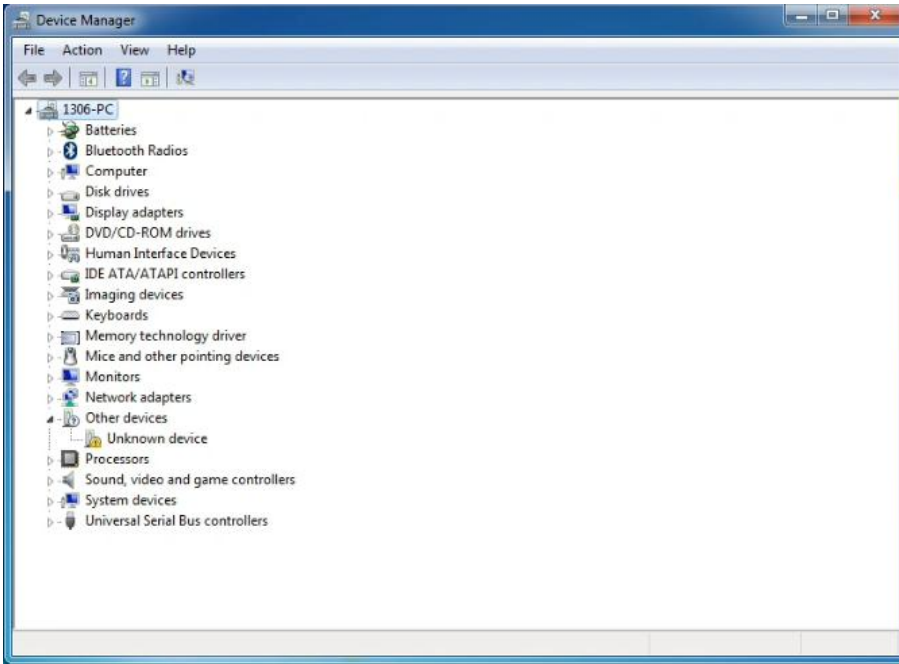 Device Manager
File Action View Help
1306-PC
Batteries
Bluetooth Radios
Computer
Disk drives
Display adapters
DVD/CD-ROM drives
Human Interface Devices
IDE ATA/ATAPI controllers
Imaging devices
Keyboards
Memory technology driver
Mice and other pointing devices
Monitors
Network adapters
Other devices
Unknown device
Processors
Sound, video and game controllers
System devices
Universal Serial Bus controllers